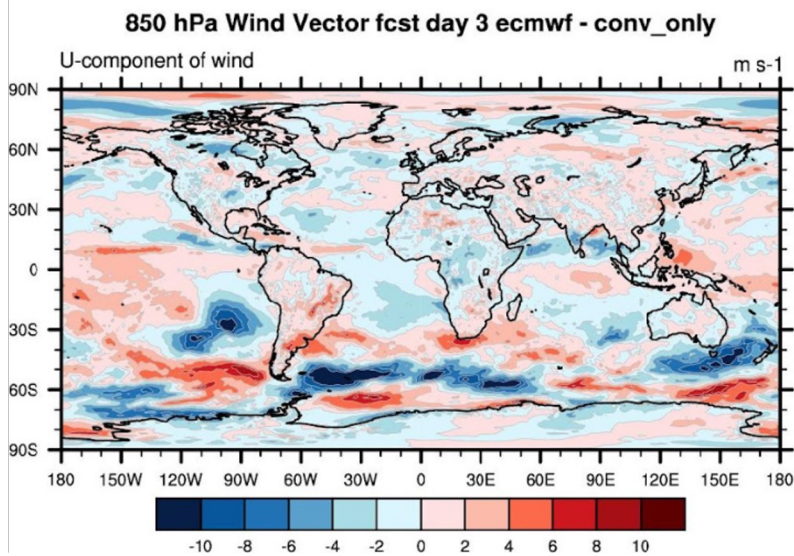 850 hPa Wind Vector fcst day 3 ecmwf - conv_only
U-component of wind
m s-1
90N
60N
30N
0
30S
60S
90S
180 150W 120W 90W 60W 30W 0 30E 60E 90E 120E 150E 180
-10 -8 -6 -4 -2 0 2 4 6 8 10